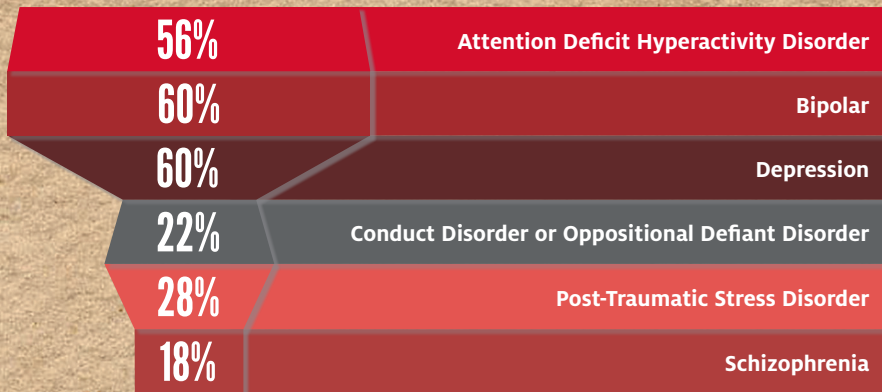 56% Attention Deficit Hyperactivity Disorder
60% Bipolar
60% Depression
22% Conduct Disorder or Oppositional Defiant Disorder
28% Post-Traumatic Stress Disorder
18% Schizophrenia